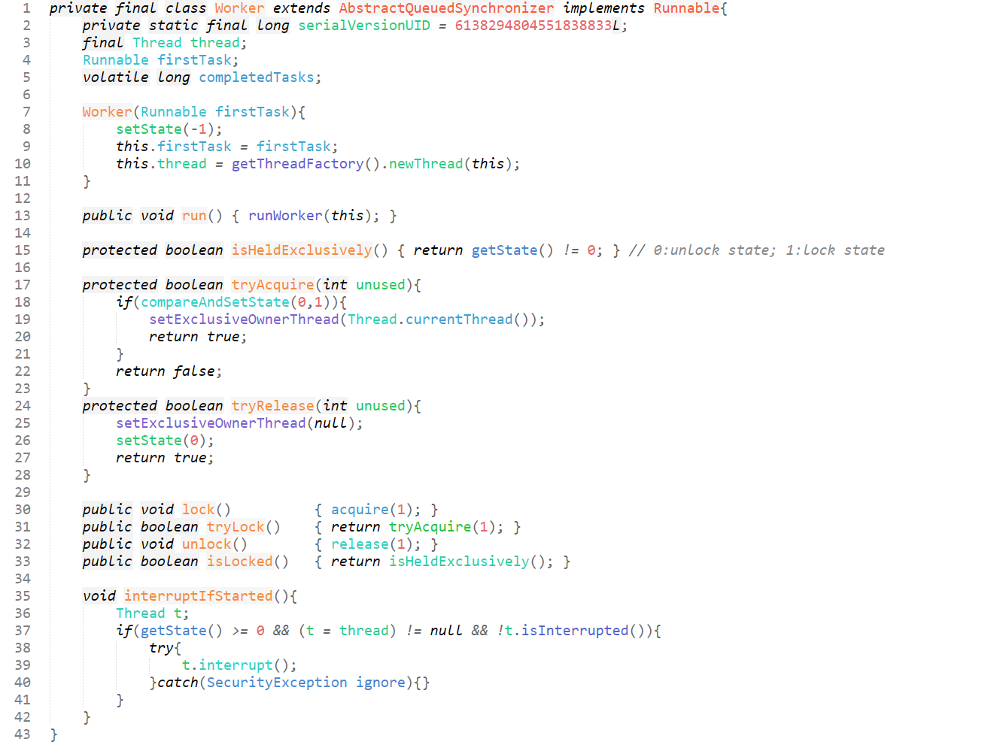 1 private final class Worker extends AbstractQueuedSynchronizer implements Runnable{
2 private static final long serialVersionUID = 6138294804551838833L;
3 final Thread thread;
4 Runnable firstTask;
5 volatile long completedTasks;
6
7 Worker(Runnable firstTask){
8 setState(-1);
9 this.firstTask = firstTask;
10 this.thread = getThreadFactory().newThread(this);
11 }
12
13 public void run() { runWorker(this); }
14
15 protected boolean isHeldExclusively() { return getState() != 0; } // 0:unlock state; 1:lock state
16
17 protected boolean tryAcquire(int unused){
18 if(compareAndSetState(0,1)){
19 setExclusiveOwnerThread(Thread.currentThread());
20 return true;
21 }
22 return false;
23 }
24 protected boolean tryRelease(int unused){
25 setExclusiveOwnerThread(null);
26 setState(0);
27 return true;
28 }
29
30 public void lock() { acquire(1); }
31 public boolean tryLock() { return tryAcquire(1); }
32 public void unlock() { release(1); }
33 public boolean isLocked() { return isHeldExclusively(); }
34
35 void interruptIfStarted(){
36 Thread t;
37 if(getState() >= 0 && (t = thread) != null && !t.isInterrupted()){
38 try{
39 t.interrupt();
40 }catch(SecurityException ignore){}
41 }
42 }
43 }